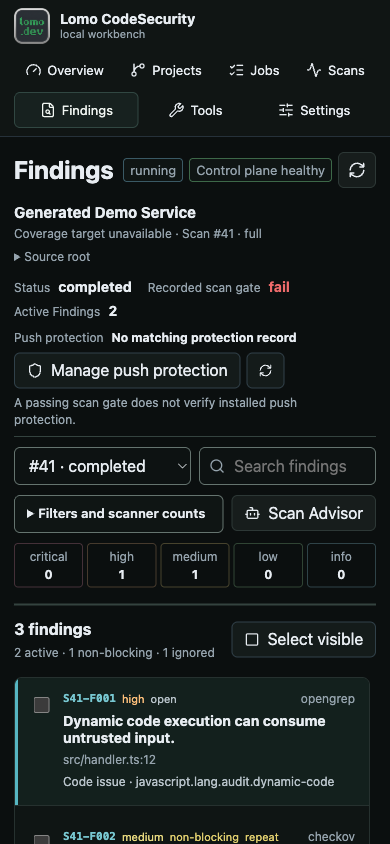 lomo
.dev
Lomo CodeSecurity
local workbench
Overview Projects Jobs Scans
Findings Tools Settings
Findings running Control plane healthy
Generated Demo Service
Coverage target unavailable · Scan #41 · full
Source root
Status completed Recorded scan gate fail
Active Findings 2
Push protection No matching protection record
Manage push protection
A passing scan gate does not verify installed push
protection.
#41 · completed Search findings
Filters and scanner counts Scan Advisor
critical high medium low info
0 1 1 0 0
3 findings
2 active · 1 non-blocking · 1 ignored
Select visible
S41-F001 high open opengrep
Dynamic code execution can consume
untrusted input.
src/handler.ts:12
Code issue · javascript.lang.audit.dynamic-code
S41-F002 medium non-blocking repeat checkov